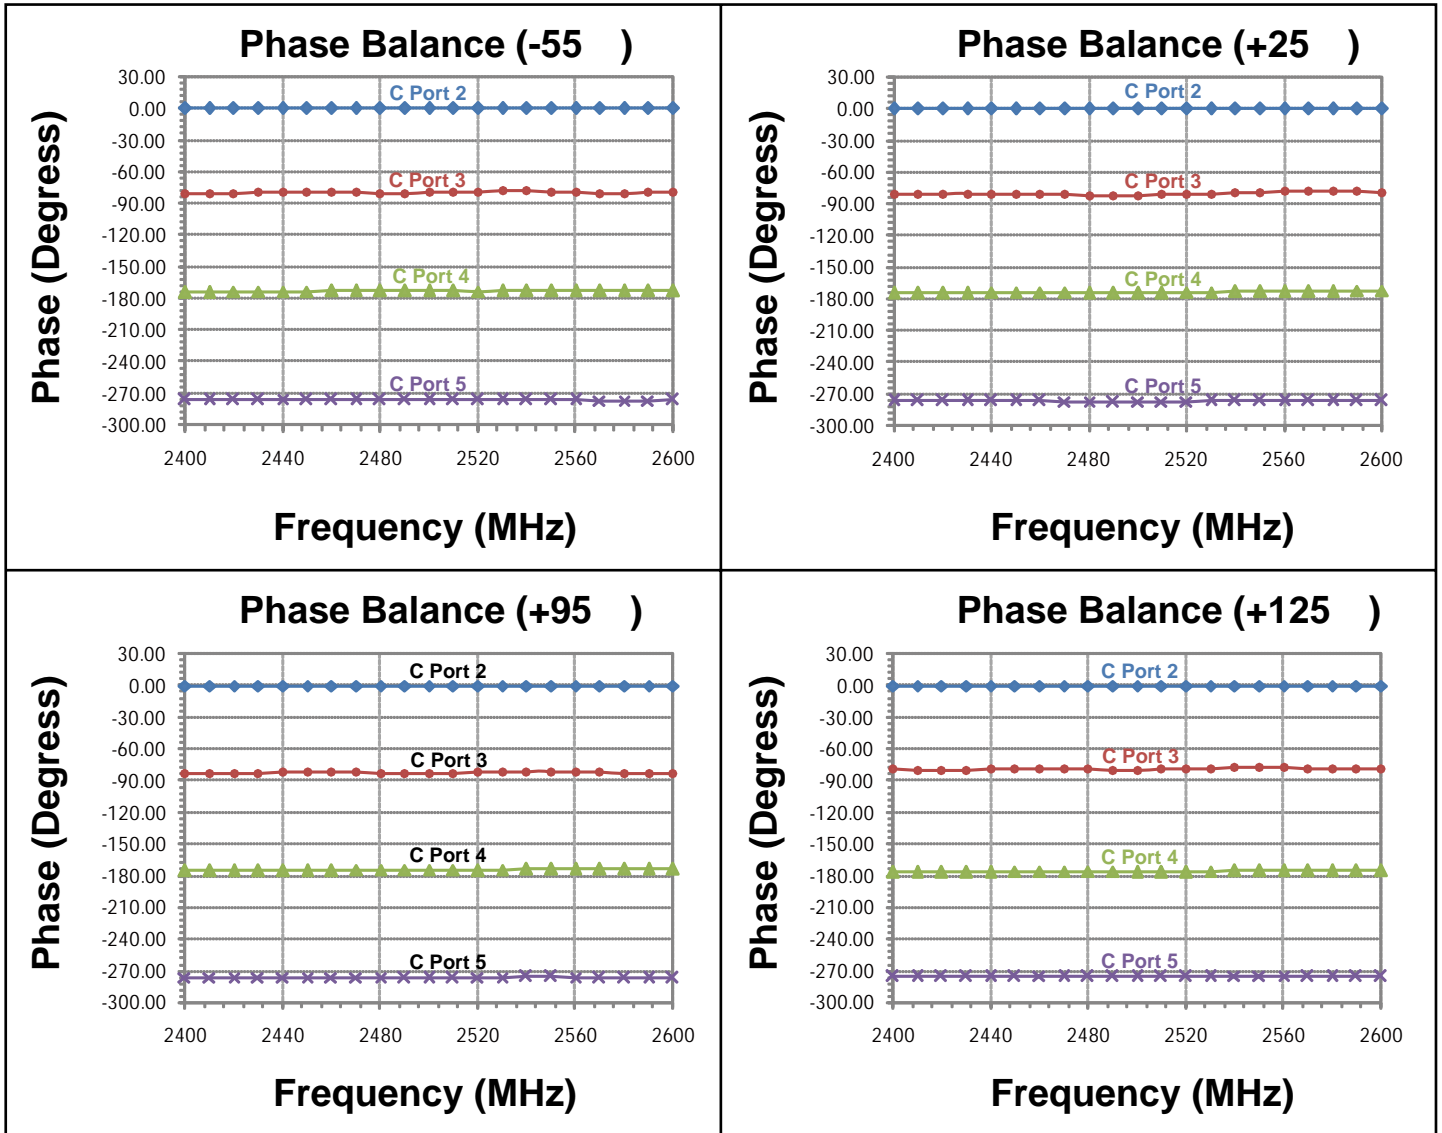 Phase Balance (-55 )
Phase (Degress)
30.00
0.00
-30.00
-60.00
-90.00
-120.00
-150.00
-180.00
-210.00
-240.00
-270.00
-300.00
C Port 2
C Port 3
C Port 4
C Port 5
2400 2440 2480 2520 2560 2600
Frequency (MHz)
Phase Balance (+25 )
Phase (Degress)
30.00
0.00
-30.00
-60.00
-90.00
-120.00
-150.00
-180.00
-210.00
-240.00
-270.00
-300.00
C Port 2
C Port 3
C Port 4
C Port 5
2400 2440 2480 2520 2560 2600
Frequency (MHz)
Phase Balance (+95 )
Phase (Degress)
30.00
0.00
-30.00
-60.00
-90.00
-120.00
-150.00
-180.00
-210.00
-240.00
-270.00
-300.00
C Port 2
C Port 3
C Port 4
C Port 5
2400 2440 2480 2520 2560 2600
Frequency (MHz)
Phase Balance (+125 )
Phase (Degress)
30.00
0.00
-30.00
-60.00
-90.00
-120.00
-150.00
-180.00
-210.00
-240.00
-270.00
-300.00
C Port 2
C Port 3
C Port 4
C Port 5
2400 2440 2480 2520 2560 2600
Frequency (MHz)